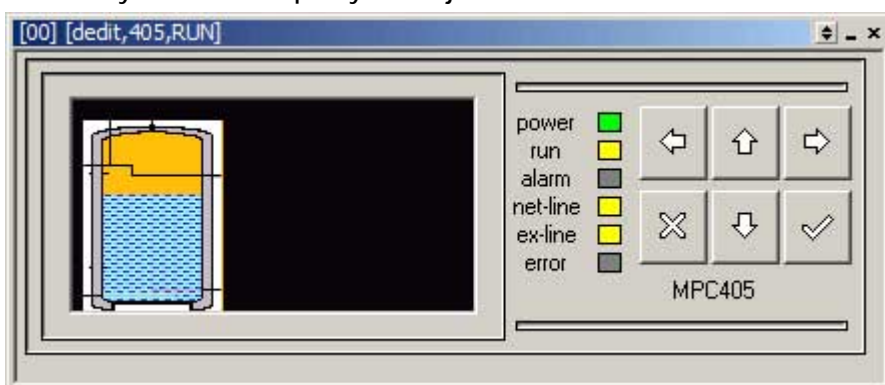 [00] [dedit,405,RUN]
power
run
alarm
net-line
ex-line
error
MPC405